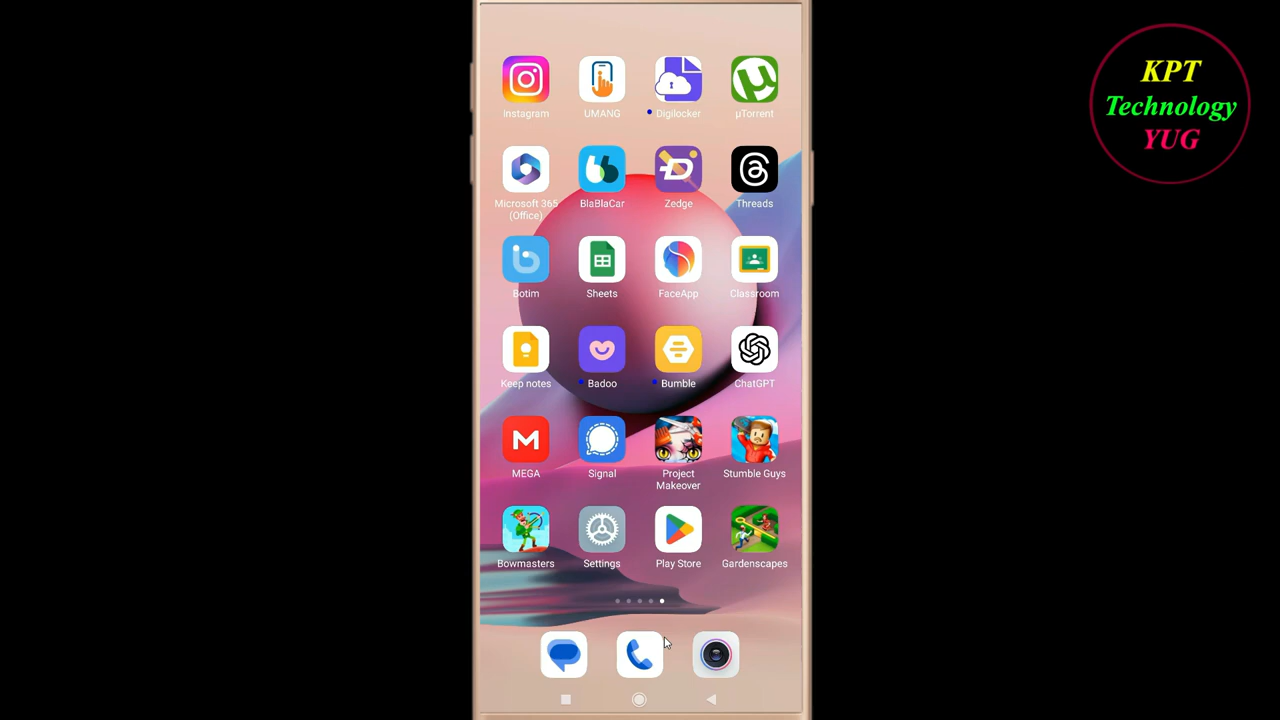 KPT
Technology
YUG
Instagram
UMANG
Digilocker
µTorrent
Microsoft 365
(Office)
BlaBlaCar
Zedge
Threads
Botim
Sheets
FaceApp
Classroom
Keep notes
Badoo
Bumble
ChatGPT
MEGA
Signal
Project
Makeover
Stumble Guys
Bowmasters
Settings
Play Store
Gardenscapes